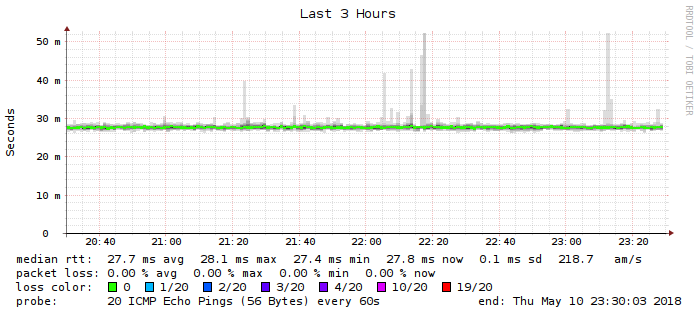 Last 3 Hours
RRDTOOL / TOBI OETIKER
Seconds
50 m
40 m
30 m
20 m
10 m
0
20:40 21:00 21:20 21:40 22:00 22:20 22:40 23:00 23:20
median rtt: 27.7 ms avg 28.1 ms max 27.4 ms min 27.8 ms now 0.1 ms sd 218.7 am/s
packet loss: 0.00 % avg 0.00 % max 0.00 % min 0.00 % now
loss color: 0 1/20 2/20 3/20 4/20 10/20 19/20
probe: 20 ICMP Echo Pings (56 Bytes) every 60s end: Thu May 10 23:30:03 2018